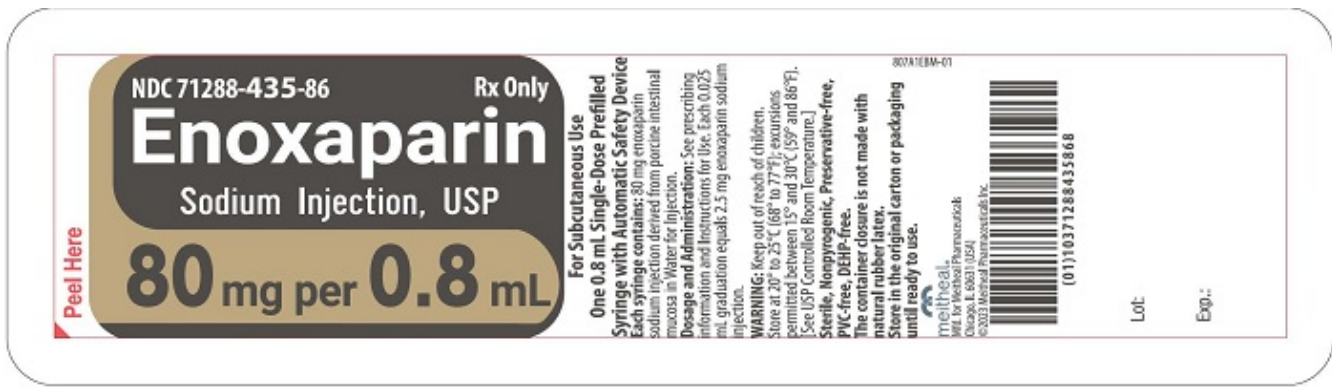 Peel Here
NDC 71288-435-86
Rx Only
Enoxaparin
Sodium Injection, USP
80 mg per 0.8 mL
For Subcutaneous Use
One 0.8 mL Single-Dose Prefilled
Syringe with Automatic Safety Device
Each syringe contains: 80 mg enoxaparin
sodium injection derived from porcine intestinal
mucosa in Water for Injection.
Dosage and Administration: See prescribing
information and Instructions for Use. Each 0.025
mL graduation equals 2.5 mg enoxaparin sodium
injection.
WARNING: Keep out of reach of children.
Store at 20° to 25°C (68° to 77°F); excursions
permitted between 15° and 30°C (59° and 86°F).
[See USP Controlled Room Temperature.]
Sterile, Nonpyrogenic, Preservative-free,
PVC-free, DEHP-free.
The container closure is not made with
natural rubber latex.
Store in the original carton or packaging
until ready to use.
meitheal®
Mfd. for Meitheal Pharmaceuticals
Chicago, IL 60631 (USA)
©2023 Meitheal Pharmaceuticals Inc.
807A1EBM-01
(01)10371288435868
Lot:
Exp.: